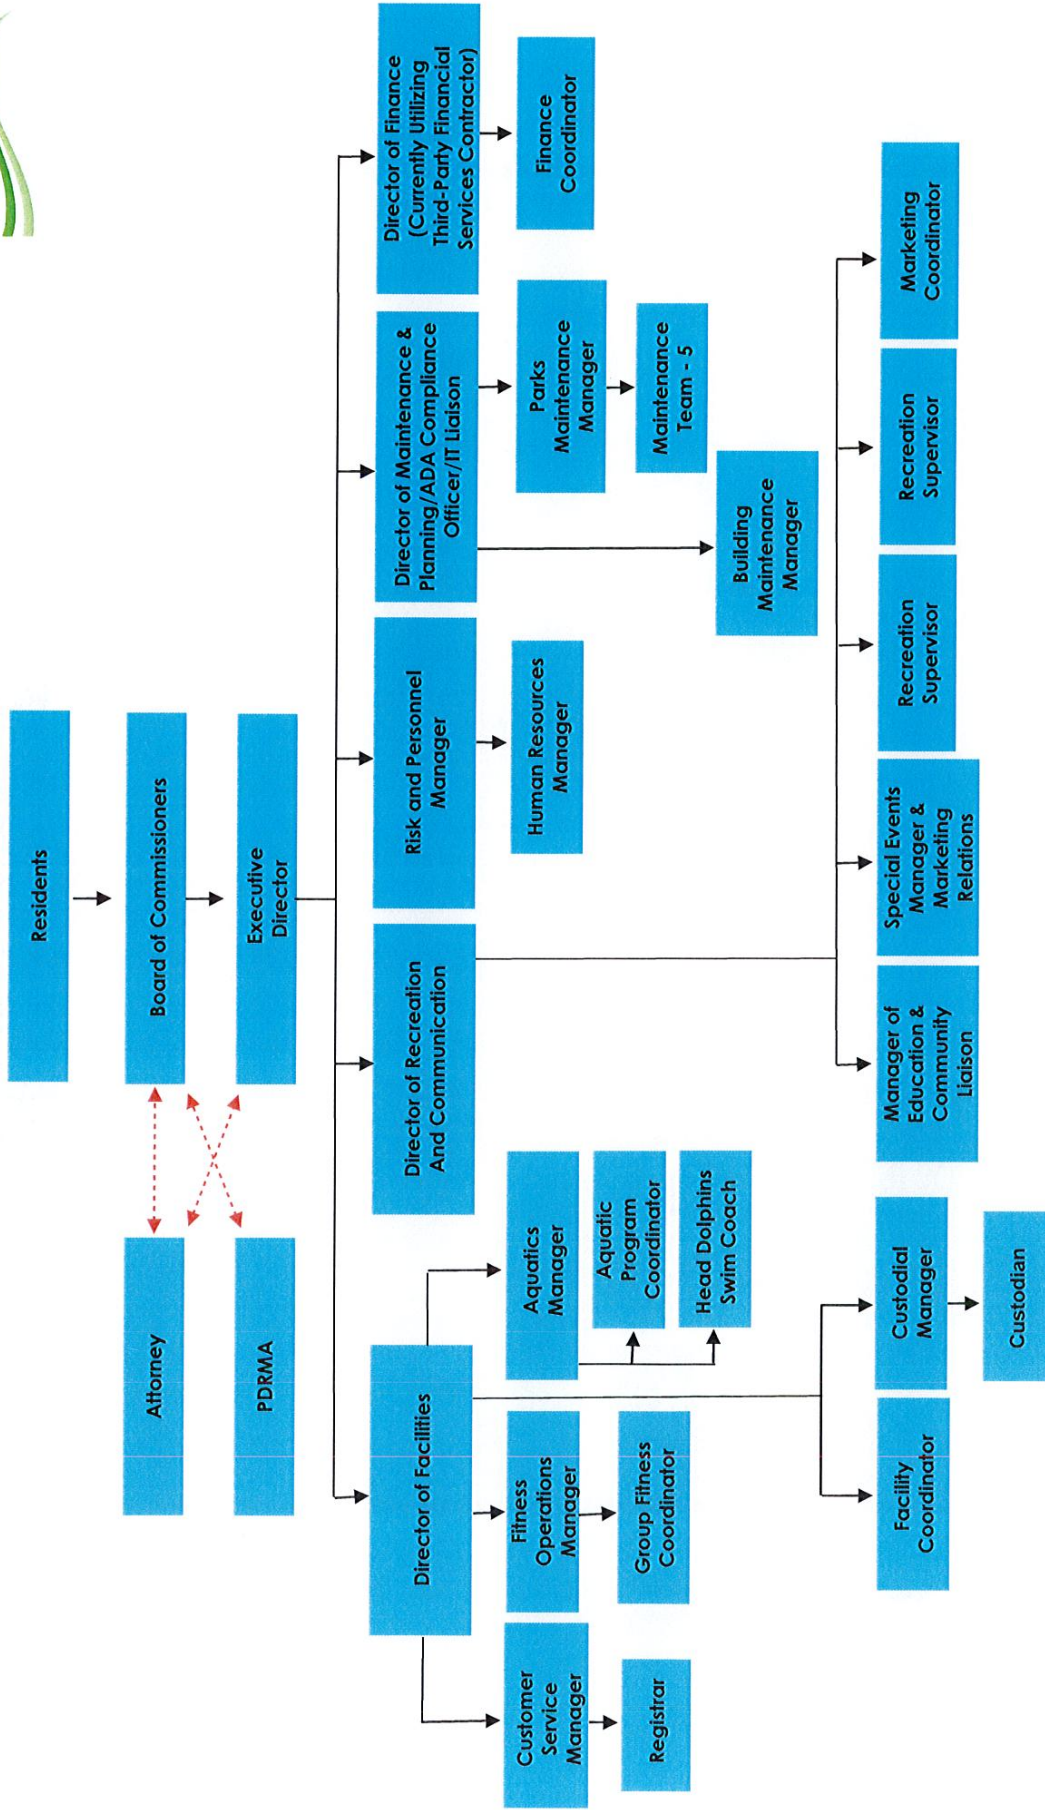 Residents
Board of Commissioners
Executive
Director
Attorney
PDRMA
Director of Facilities
Director of Recreation
And Communication
Risk and Personnel
Manager
Director of Maintenance &
Planning/ADA Compliance
Officer/IT Liaison
Director of Finance
(Currently Utilizing
Third-Party Financial
Services Contractor)
Customer
Service
Manager
Registrar
Fitness
Operations
Manager
Group Fitness
Coordinator
Aquatics
Manager
Aquatic
Program
Coordinator
Head Dolphins
Swim Coach
Facility
Coordinator
Custodial
Manager
Custodian
Human Resources
Manager
Parks
Maintenance
Manager
Maintenance
Team - 5
Building
Maintenance
Manager
Finance
Coordinator
Manager of
Education &
Community
Liaison
Special Events
Manager &
Marketing
Relations
Recreation
Supervisor
Recreation
Supervisor
Marketing
Coordinator